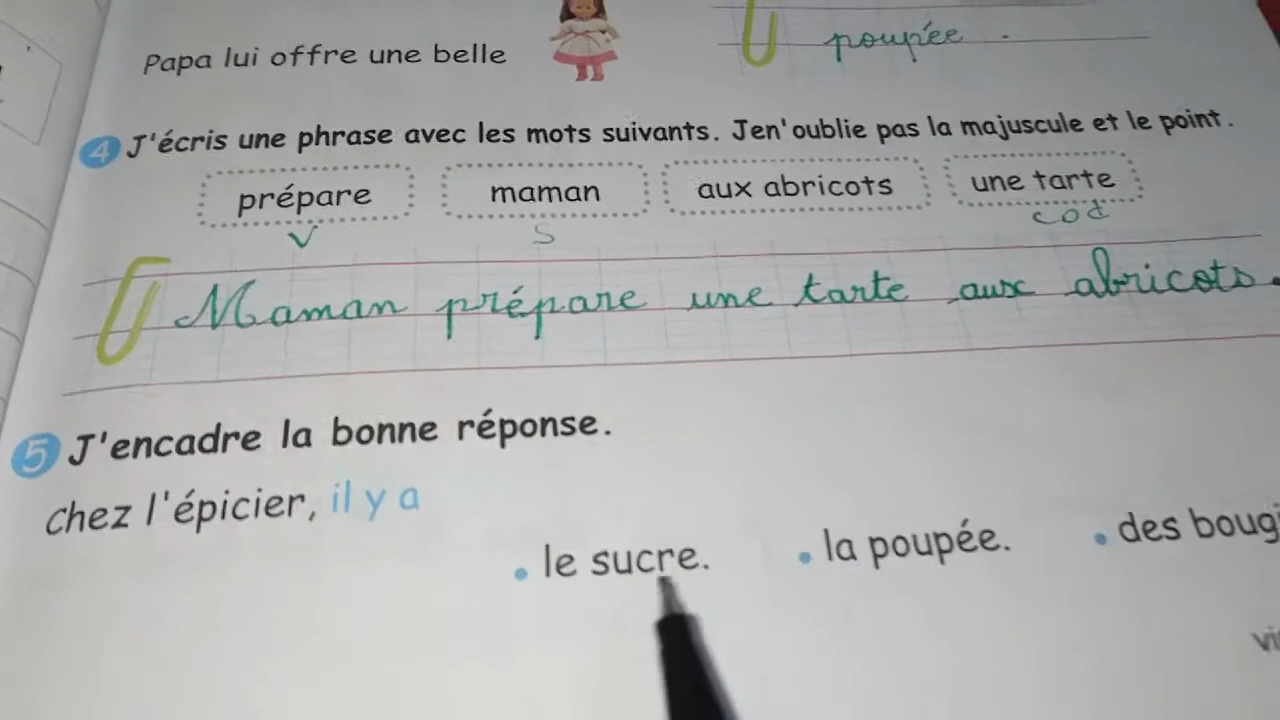 Papa lui offre une belle poupée .
4 J'écris une phrase avec les mots suivants. Jen'oublie pas la majuscule et le point.
prépare maman aux abricots une tarte
V S cod
Maman prépare une tarte aux abricots.
5 J'encadre la bonne réponse.
chez l'épicier, il y a
• le sucre. • la poupée. • des bougi